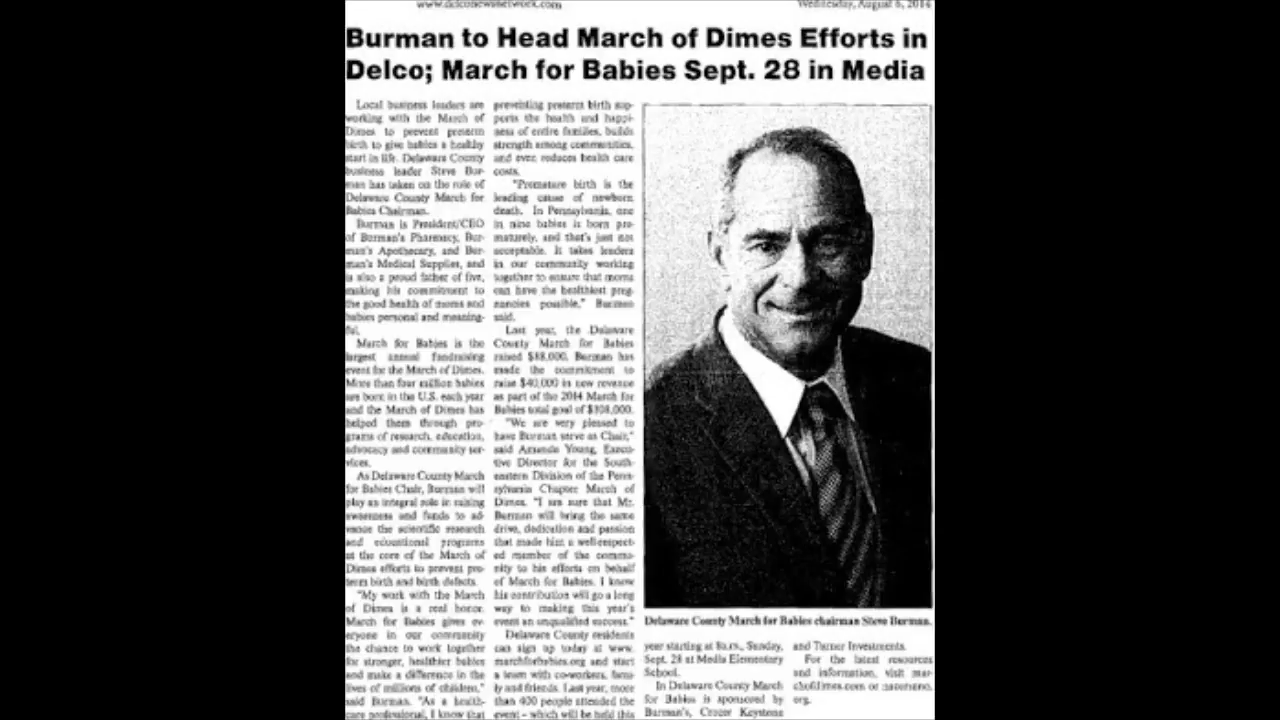 www.delconewsnetwork.com
Wednesday, August 6, 2014
Burman to Head March of Dimes Efforts in
Delco; March for Babies Sept. 28 in Media
Local business leaders are
working with the March of
Dimes to prevent preterm
birth to give babies a healthy
start in life. Delaware County
business leader Steve Bur-
man has taken on the role of
Delaware County March for
Babies Chairman.
Burman is President/CEO
of Burman's Pharmacy, Bur-
man's Apothecary, and Bur-
man's Medical Supplies, and
is also a proud father of five,
making his commitment to
the good health of moms and
babies personal and meaning-
ful.
March for Babies is the
largest annual fundraising
event for the March of Dimes.
More than four million babies
are born in the U.S. each year
and the March of Dimes has
helped them through pro-
grams of research, education,
advocacy and community ser-
vices.
As Delaware County March
for Babies Chair, Burman will
play an integral role in raising
awareness and funds to ad-
vance the scientific research
and educational programs
at the core of the March of
Dimes efforts to prevent pre-
term birth and birth defects.
"My work with the March
of Dimes is a real honor.
March for Babies gives ev-
eryone in our community
the chance to work together
for stronger, healthier babies
and make a difference in the
lives of millions of children,"
said Burman. "As a health-
care professional, I know that
preventing preterm birth sup-
ports the health and happi-
ness of entire families, builds
strength among communities,
and even reduces health care
costs.
"Premature birth is the
leading cause of newborn
death. In Pennsylvania, one
in nine babies is born pre-
maturely, and that's just not
acceptable. It takes leaders
in our community working
together to ensure that moms
can have the healthiest preg-
nancies possible," Burman
said.
Last year, the Delaware
County March for Babies
raised $88,000. Burman has
made the commitment to
raise $40,000 in new revenue
as part of the 2014 March for
Babies total goal of $108,000.
"We are very pleased to
have Burman serve as Chair,"
said Amanda Young, Execu-
tive Director for the South-
eastern Division of the Penn-
sylvania Chapter March of
Dimes. "I am sure that Mr.
Burman will bring the same
drive, dedication and passion
that made him a well-respect-
ed member of the commu-
nity to his efforts on behalf
of March for Babies. I know
his contribution will go a long
way to making this year's
event an unqualified success."
Delaware County residents
can sign up today at www.
marchforbabies.org and start
a team with co-workers, fami-
ly and friends. Last year, more
than 400 people attended the
event – which will be held this
Delaware County March for Babies chairman Steve Burman.
year starting at 8a.m., Sunday,
Sept. 28 at Media Elementary
School.
In Delaware County March
for Babies is sponsored by
Burman's, Crozer Keystone
and Turner Investments.
For the latest resources
and information, visit mar-
chofdimes.com or
org.